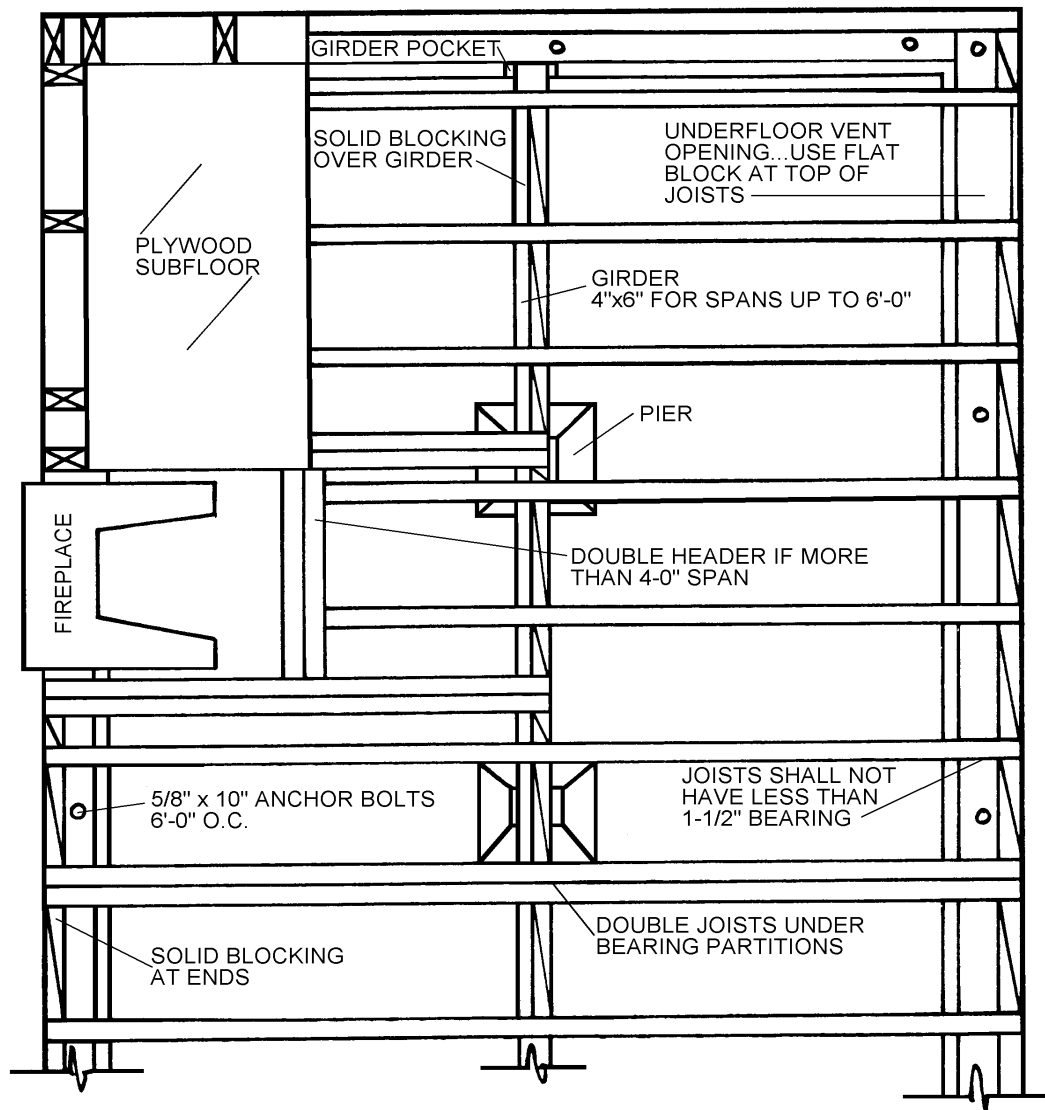 GIRDER POCKET
SOLID BLOCKING
OVER GIRDER
UNDERFLOOR VENT
OPENING...USE FLAT
BLOCK AT TOP OF
JOISTS
PLYWOOD
SUBFLOOR
GIRDER
4"x6" FOR SPANS UP TO 6'-0"
PIER
FIREPLACE
DOUBLE HEADER IF MORE
THAN 4-0" SPAN
5/8" x 10" ANCHOR BOLTS
6'-0" O.C.
JOISTS SHALL NOT
HAVE LESS THAN
1-1/2" BEARING
DOUBLE JOISTS UNDER
BEARING PARTITIONS
SOLID BLOCKING
AT ENDS